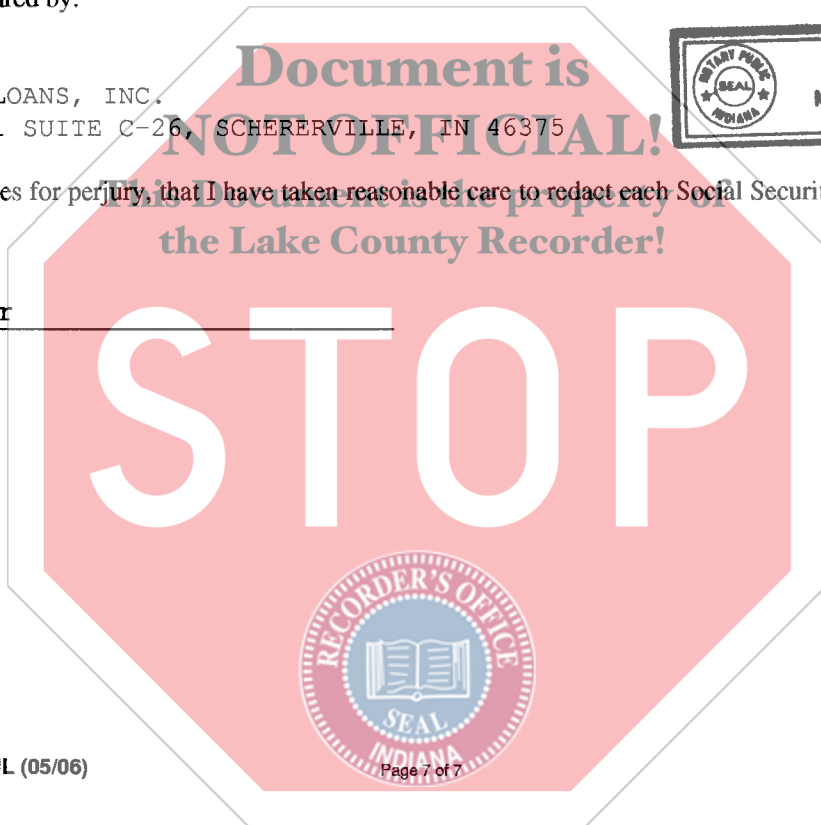 ared by:
Document is
LOANS, INC.
SUITE C-26, SCHERERVILLE, IN 46375
NOT OFFICIAL!
NOTARY PUBLIC
SEAL
INDIANA
es for perjury, that I have taken reasonable care to redact each Social Securit
This Document is the property of
the Lake County Recorder!
r
STOP
RECORDER'S OFFICE
SEAL
INDIANA
L (05/06)
Page 7 of 7